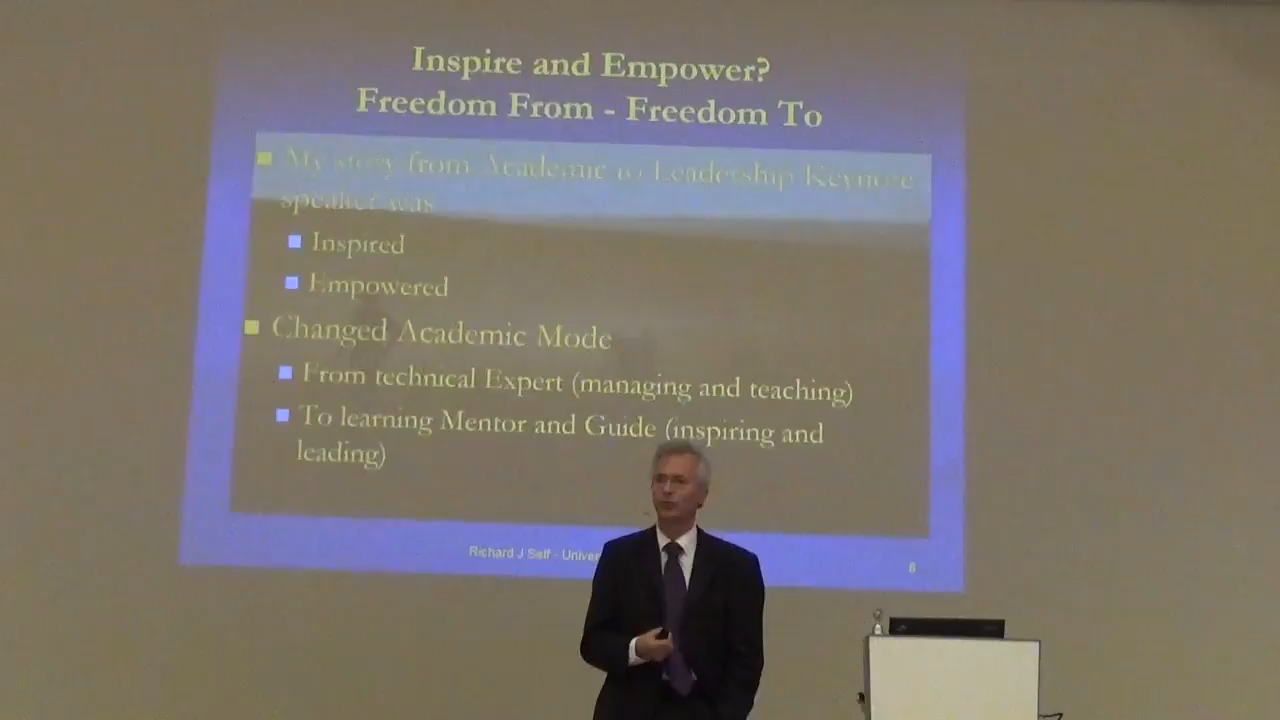 Inspire and Empower?
Freedom From - Freedom To
My story from Academic to Leadership Keynote
speaker was
Inspired
Empowered
Changed Academic Mode
From technical Expert (managing and teaching)
To learning Mentor and Guide (inspiring and
leading)
Richard J Self -
8